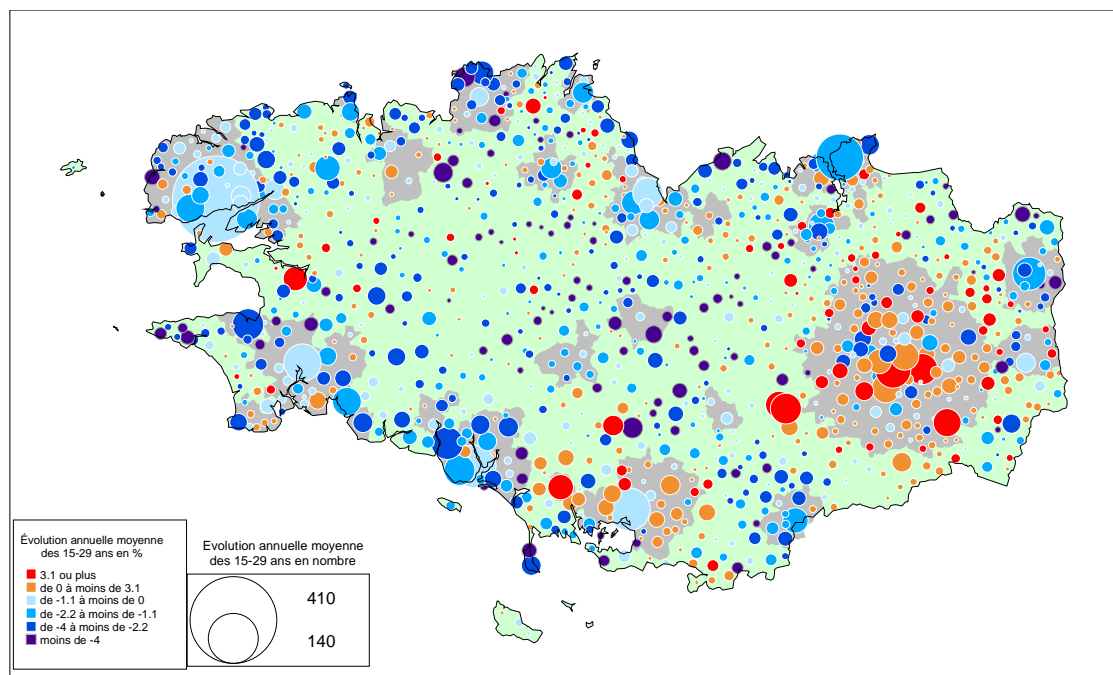 Évolution annuelle moyenne
des 15-29 ans en %
3.1 ou plus
de 0 à moins de 3.1
de -1.1 à moins de 0
de -2.2 à moins de -1.1
de -4 à moins de -2.2
moins de -4
Evolution annuelle moyenne
des 15-29 ans en nombre
410
140